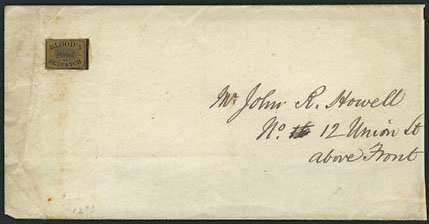 BLOOD'S
DESPATCH
Mr. John R. Howell
No. 12 Union St
above Front